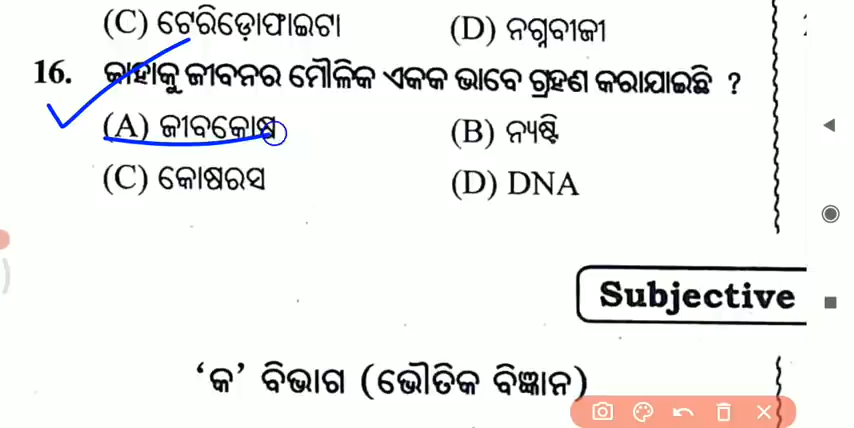 (C) ଟେରିଡ଼ୋଫାଇଟା (D) ନଗ୍ନବୀଜୀ
16. କାହାକୁ ଜୀବନର ମୌଳିକ ଏକକ ଭାବେ ଗ୍ରହଣ କରାଯାଇଛି ?
(A) ଜୀବକୋଷ (B) ନ୍ୟଷ୍ଟି
(C) କୋଷରସ (D) DNA
Subjective
‘କ’ ବିଭାଗ (ଭୌତିକ ବିଜ୍ଞାନ)